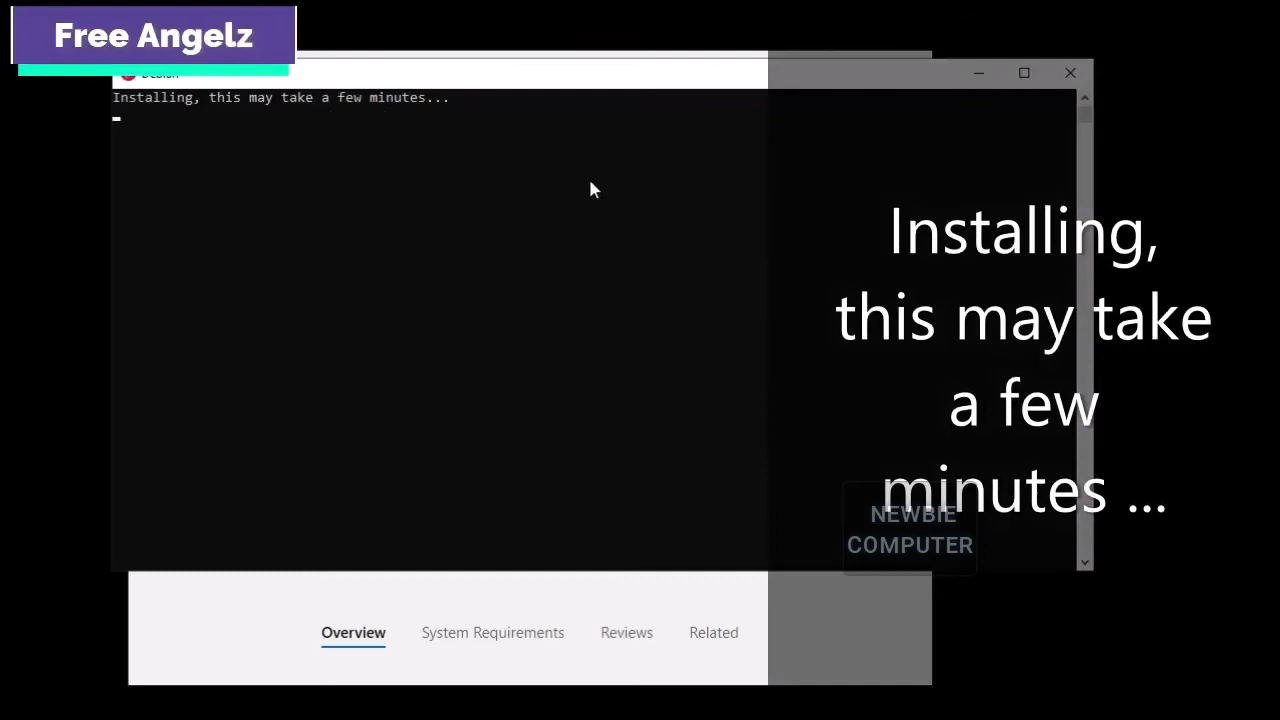 Free Angelz
Debian
Installing, this may take a few minutes...
Installing,
this may take
a few
minutes ...
NEWBIE
COMPUTER
Overview System Requirements Reviews Related